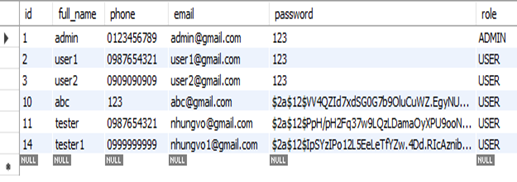 id full_name phone email password role
1 admin 0123456789 admin@gmail.com 123 ADMIN
2 user1 0987654321 user1@gmail.com 123 USER
3 user2 0909090909 user2@gmail.com 123 USER
10 abc 123 abc@gmail.com $2a$12$VV4QZId7xdSG0G7b9OluCuWZ.EgyNU... USER
11 tester 0987654321 nhungvo@gmail.com $2a$12$PpH/pH2Fq37w9LQzLDamaOyXPU9ooN... USER
14 tester1 0999999999 nhungvo1@gmail.com $2a$12$IpSYzIPo12L5EeLeTfYZw.4Dd.RIcAznib... USER
NULL NULL NULL NULL NULL NULL